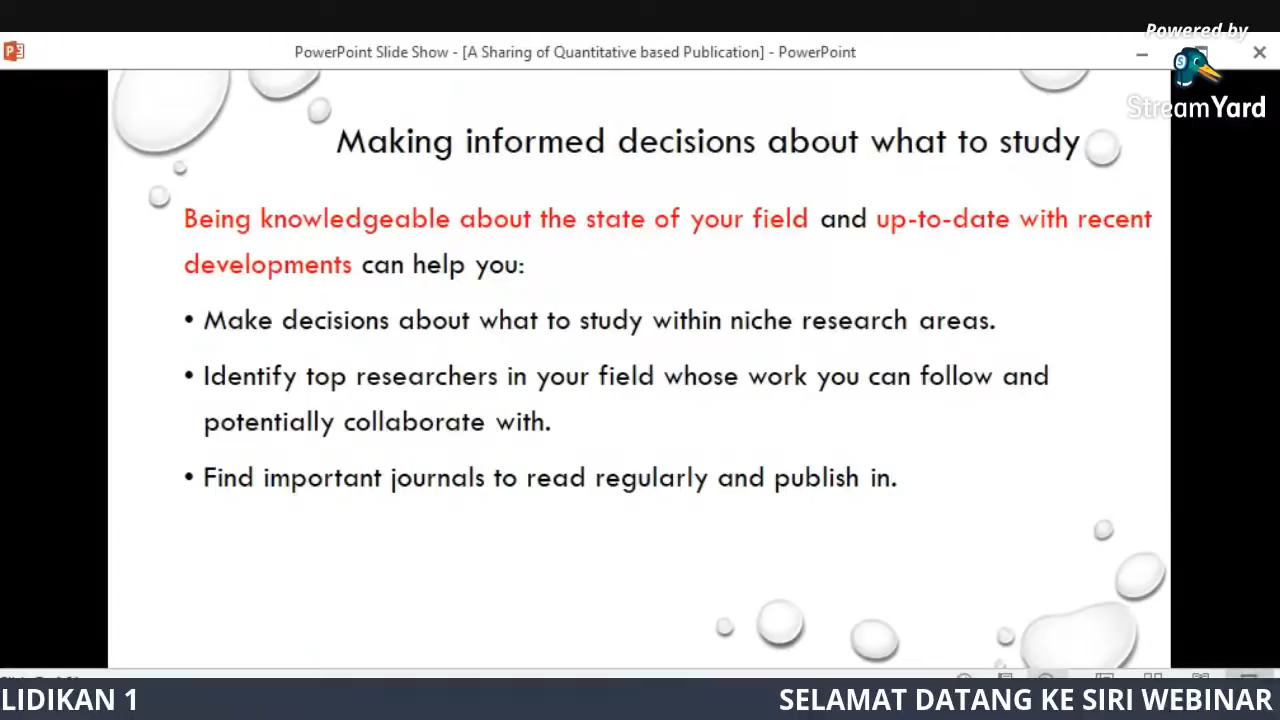 Powered by
PowerPoint Slide Show - [A Sharing of Quantitative based Publication] - PowerPoint
StreamYard
Making informed decisions about what to study
Being knowledgeable about the state of your field and up-to-date with recent
developments can help you:
• Make decisions about what to study within niche research areas.
• Identify top researchers in your field whose work you can follow and
potentially collaborate with.
• Find important journals to read regularly and publish in.
LIDIKAN 1
SELAMAT DATANG KE SIRI WEBINAR